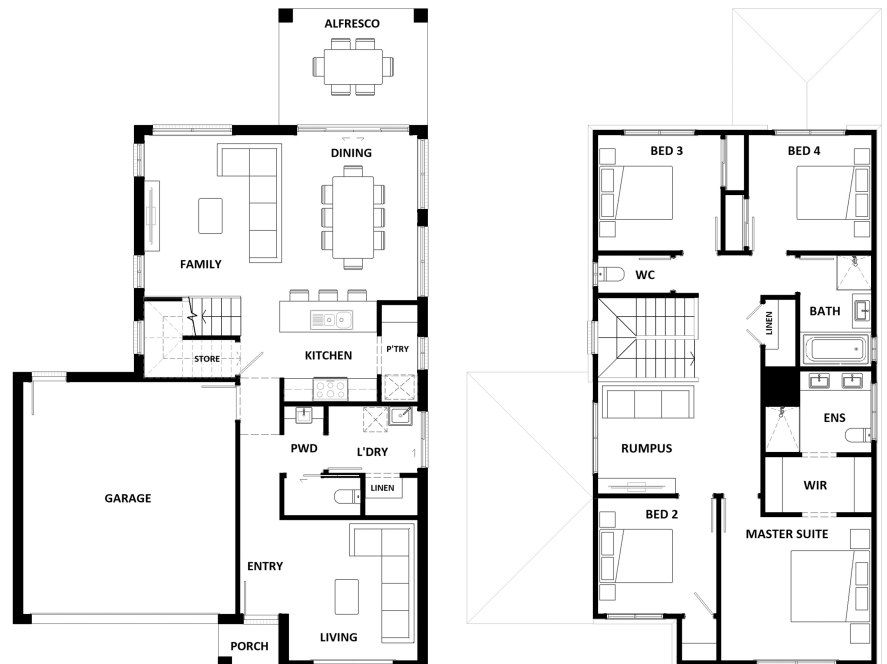 ALFRESCO
DINING
FAMILY
STORE
KITCHEN
P'TRY
PWD
L'DRY
LINEN
GARAGE
ENTRY
LIVING
PORCH
BED 3
BED 4
WC
LINEN
BATH
RUMPUS
ENS
WIR
BED 2
MASTER SUITE